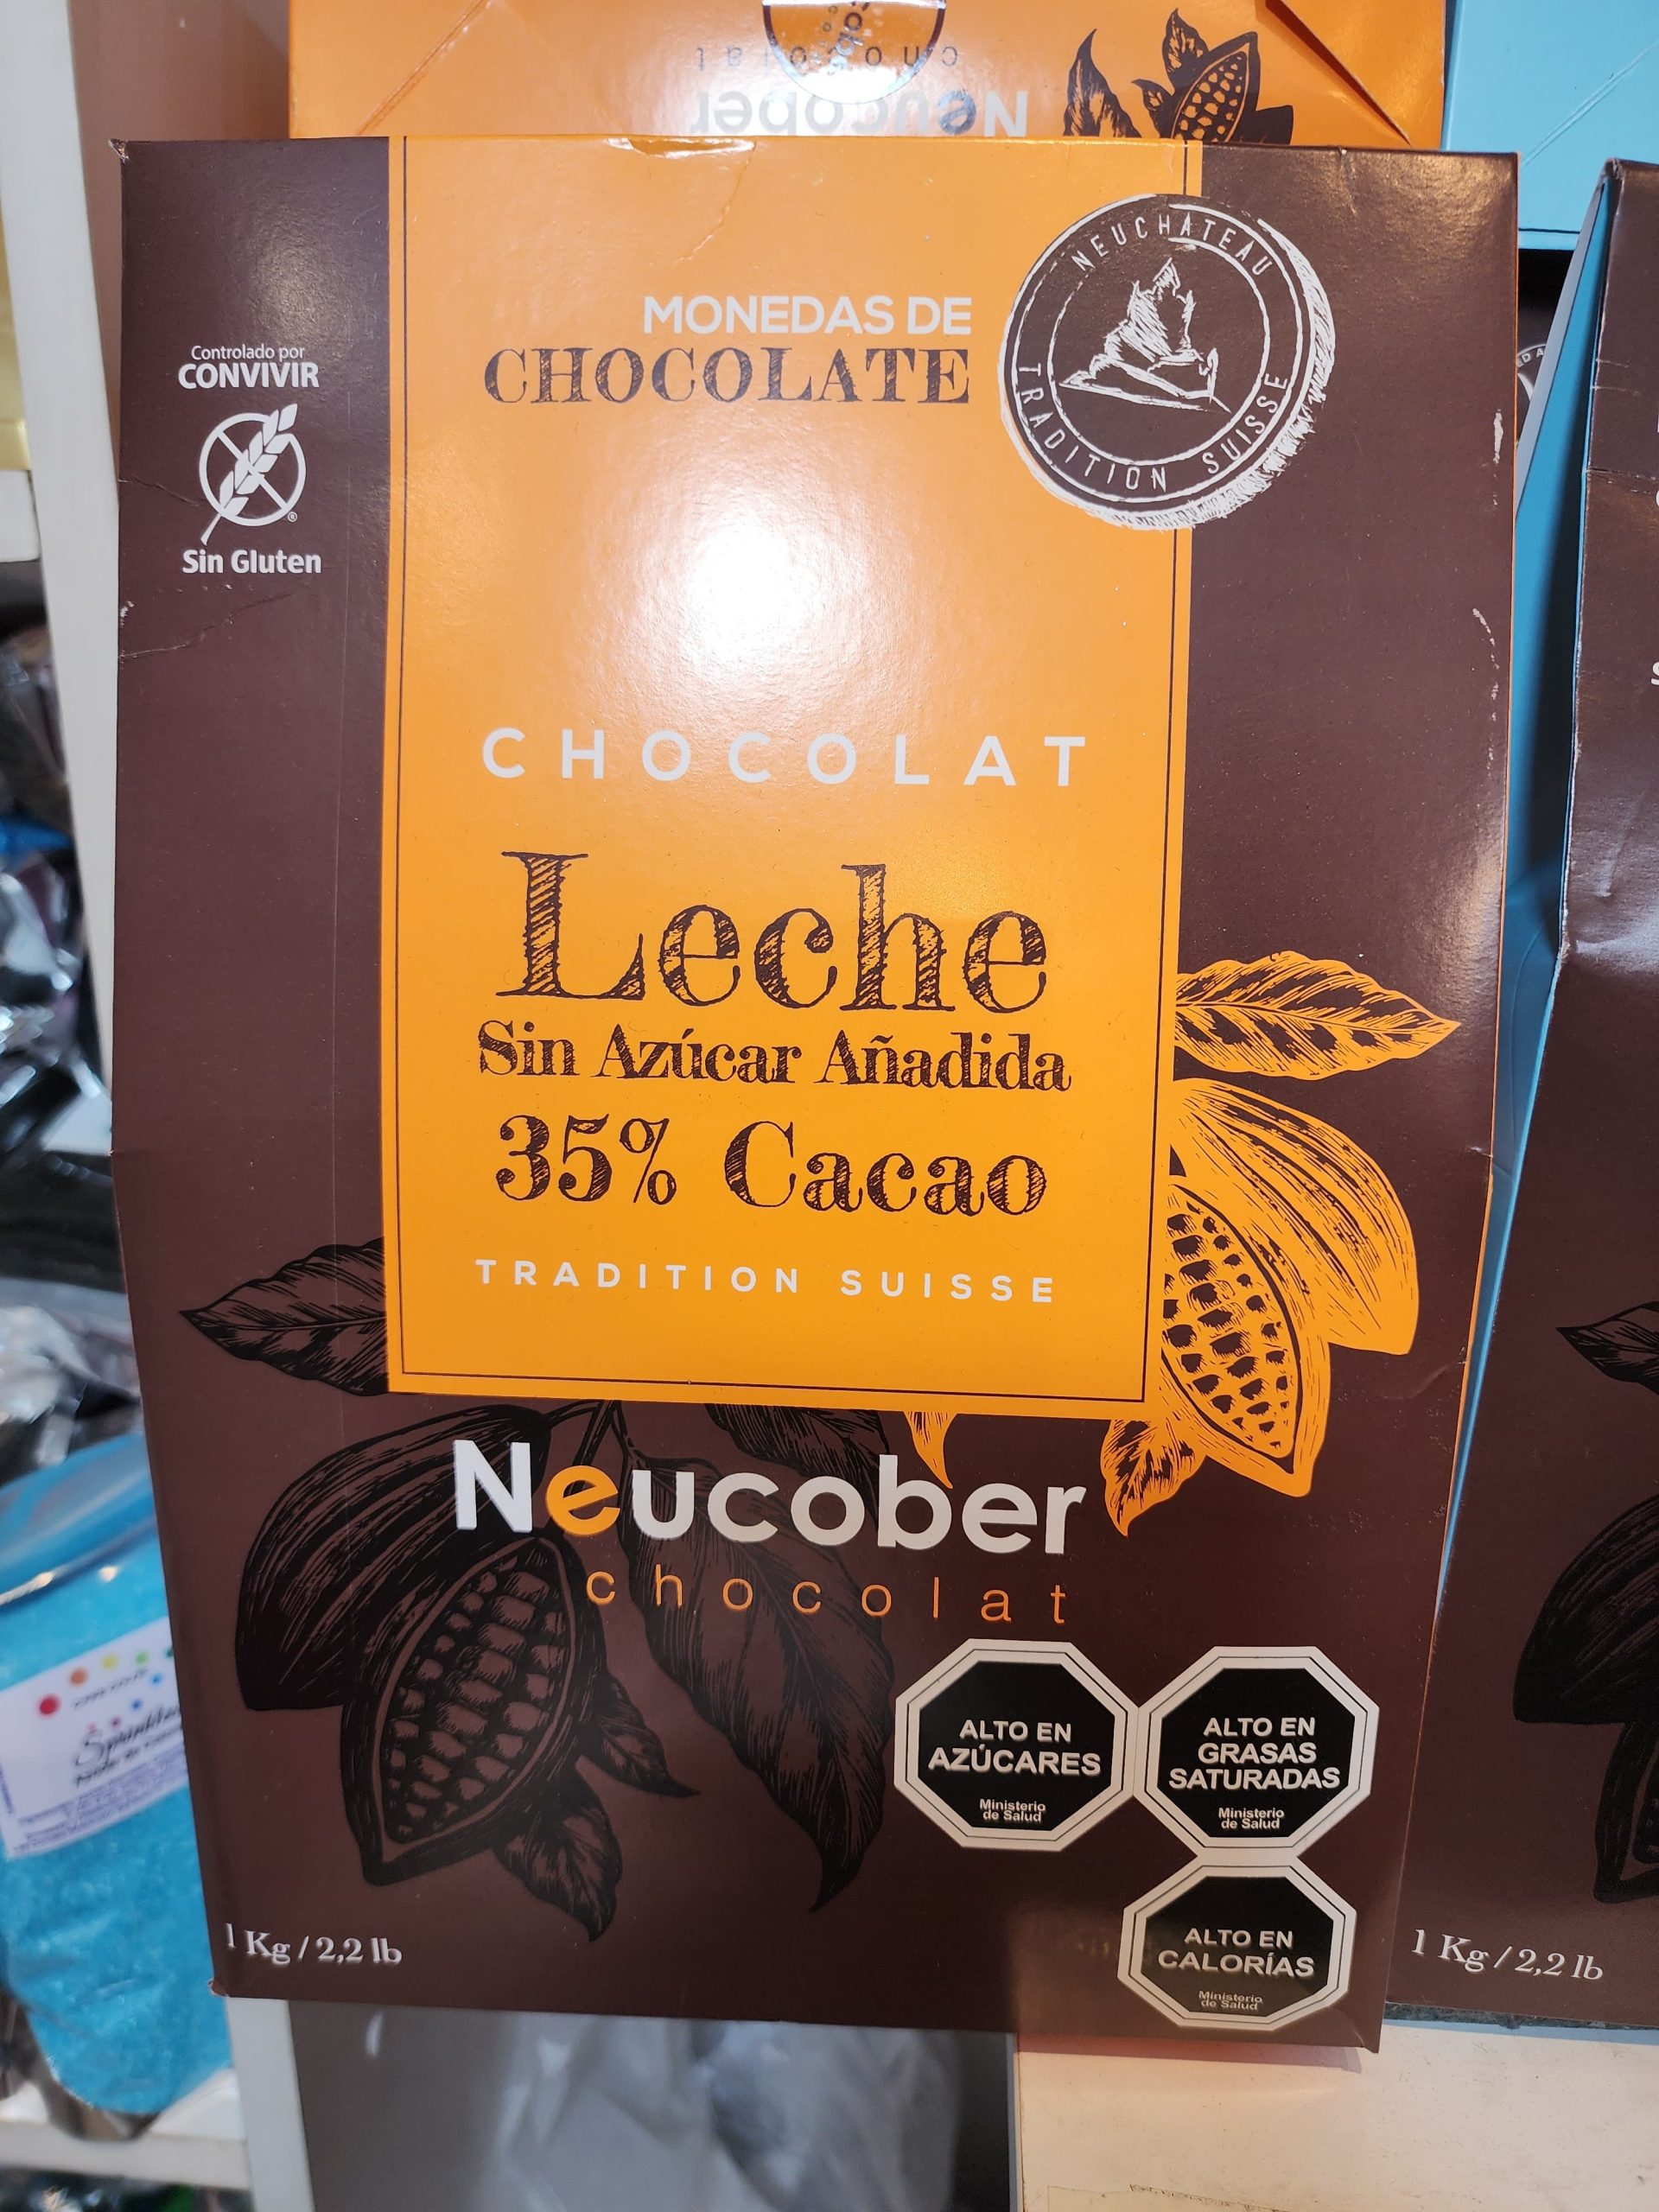 chocolat
Neucober
MONEDAS DE
CHOCOLATE
NEUCHATEAU
TRADITION SUISSE
Controlado por
CONVIVIR
Sin Gluten
CHOCOLAT
Leche
Sin Azúcar Añadida
35% Cacao
TRADITION SUISSE
Neucober
chocolat
ALTO EN
AZÚCARES
Ministerio
de Salud
ALTO EN
GRASAS
SATURADAS
Ministerio
de Salud
ALTO EN
CALORÍAS
Ministerio
de Salud
1 Kg / 2,2 lb
1 Kg / 2,2 lb
Sprinkles